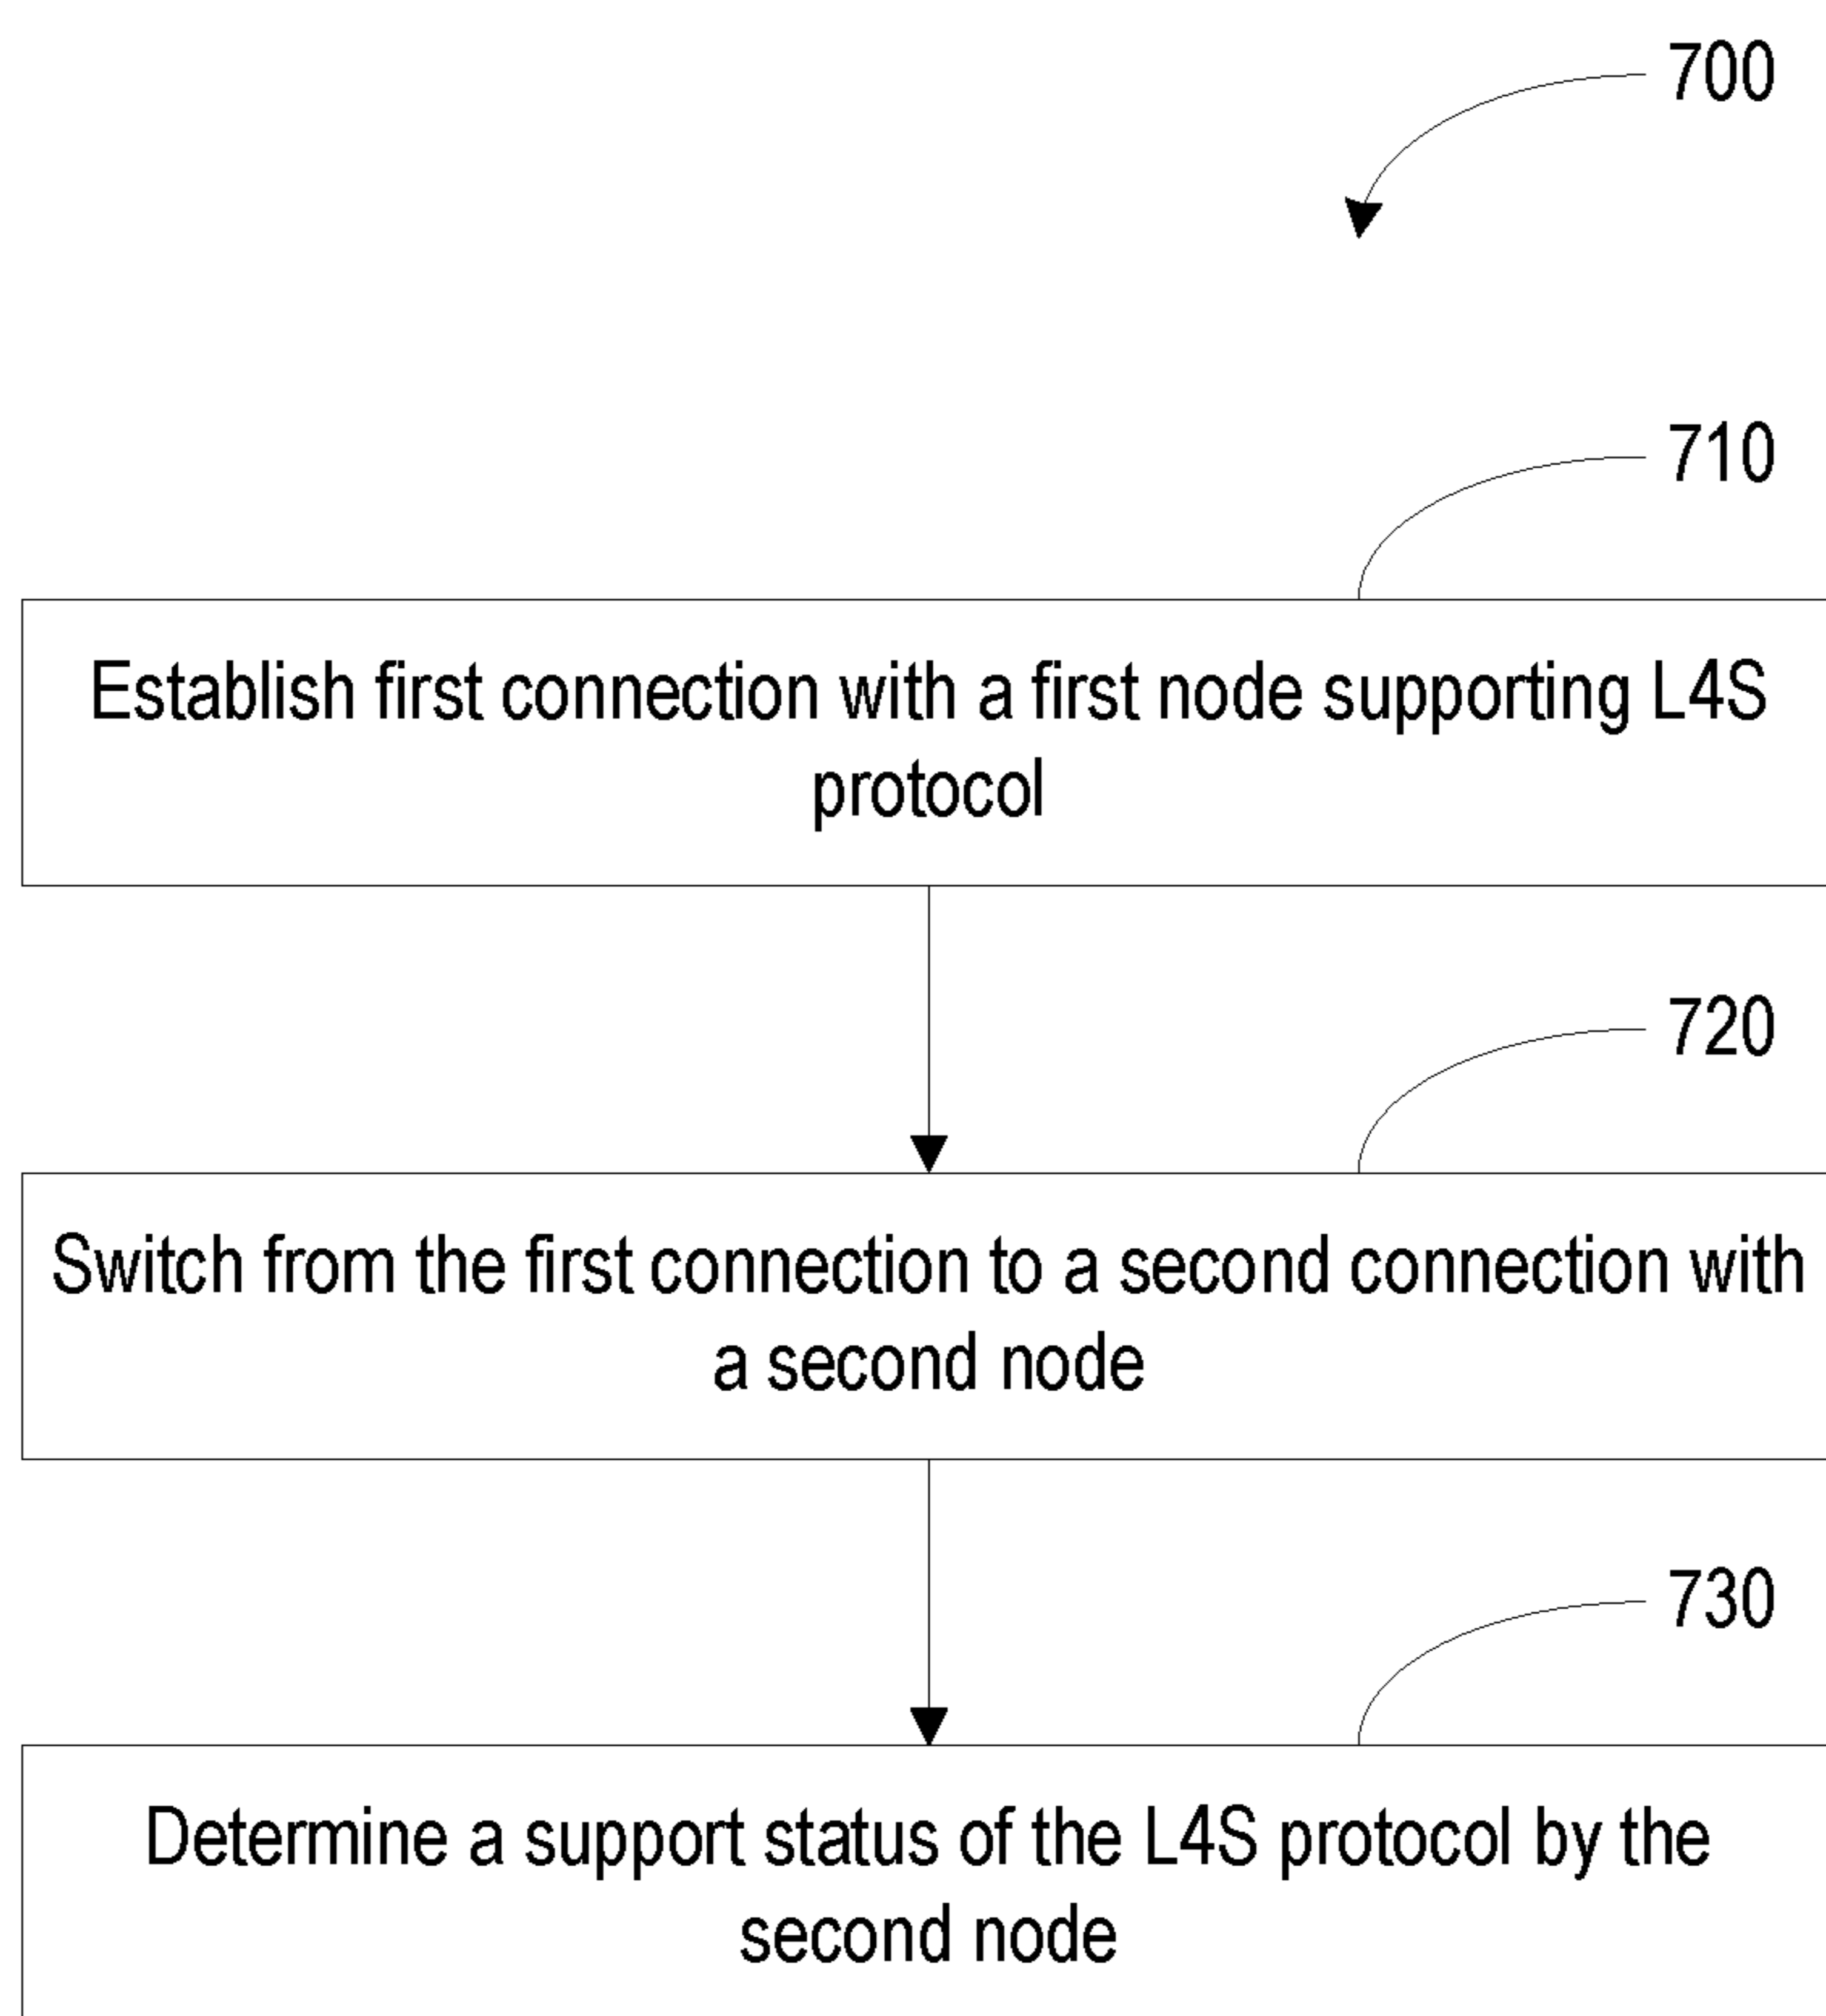 700
710
Establish first connection with a first node supporting L4S
protocol
720
Switch from the first connection to a second connection with
a second node
730
Determine a support status of the L4S protocol by the
second node